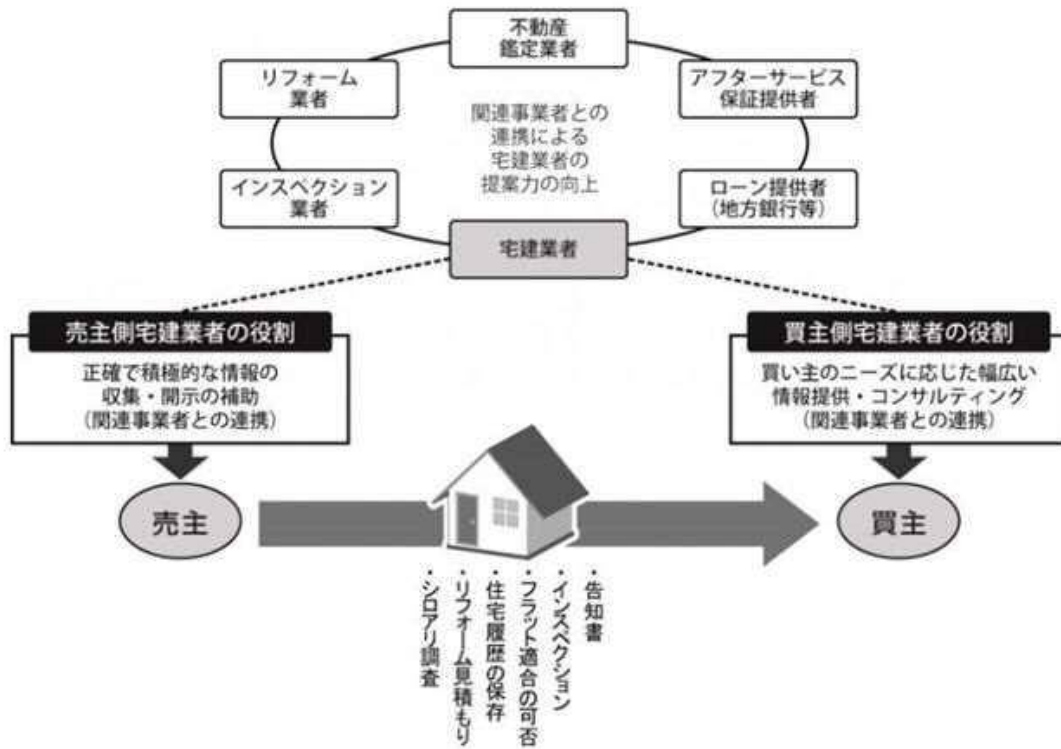 不動産
鑑定業者
リフォーム
業者
アフターサービス
保証提供者
関連事業者との
連携による
宅建業者の
提案力の向上
インスペクション
業者
ローン提供者
(地方銀行等)
宅建業者
売主側宅建業者の役割
正確で積極的な情報の
収集・開示の補助
(関連事業者との連携)
買主側宅建業者の役割
買い主のニーズに応じた幅広い
情報提供・コンサルティング
(関連事業者との連携)
売主
買主
・告知書
・インスペクション
・フラット適合の可否
・住宅履歴の保存
・リフォーム見積もり
・シロアリ調査